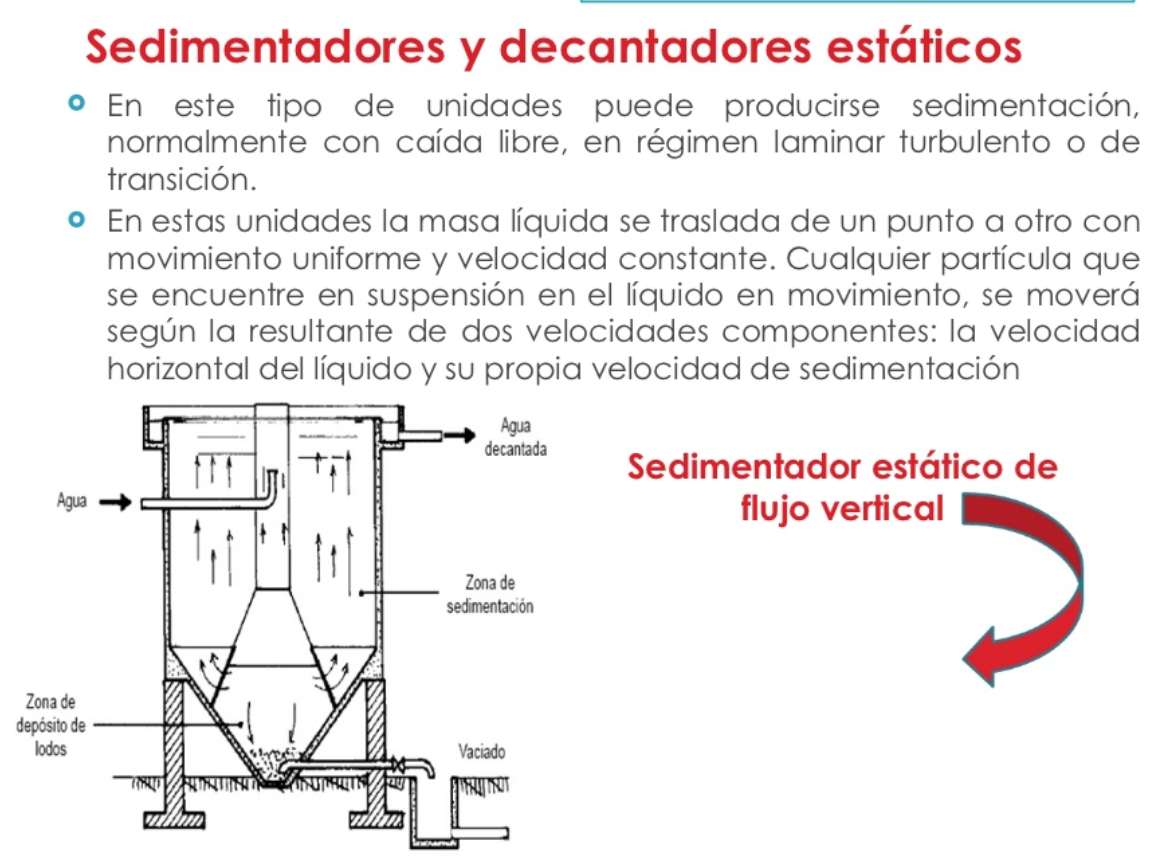 Sedimentadores y decantadores estáticos
En este tipo de unidades puede producirse sedimentación,
normalmente con caída libre, en régimen laminar turbulento o de
transición.
En estas unidades la masa líquida se traslada de un punto a otro con
movimiento uniforme y velocidad constante. Cualquier partícula que
se encuentre en suspensión en el líquido en movimiento, se moverá
según la resultante de dos velocidades componentes: la velocidad
horizontal del líquido y su propia velocidad de sedimentación
Agua
decantada
Agua
Zona de
sedimentación
Zona de
depósito de
lodos
Vaciado
Sedimentador estático de
flujo vertical